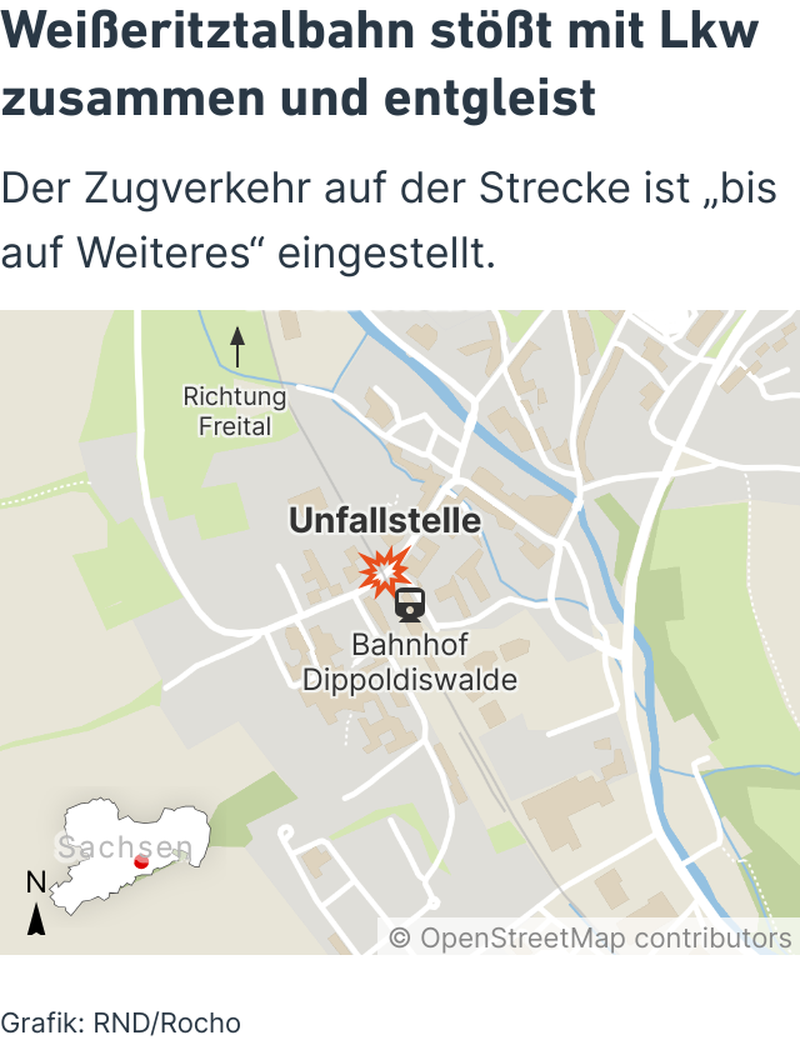 Weißeritztalbahn stößt mit Lkw
zusammen und entgleist
Der Zugverkehr auf der Strecke ist „bis
auf Weiteres“ eingestellt.
Richtung
Freital
Unfallstelle
Bahnhof
Dippoldiswalde
Sachsen
N
© OpenStreetMap contributors
Grafik: RND/Rocho